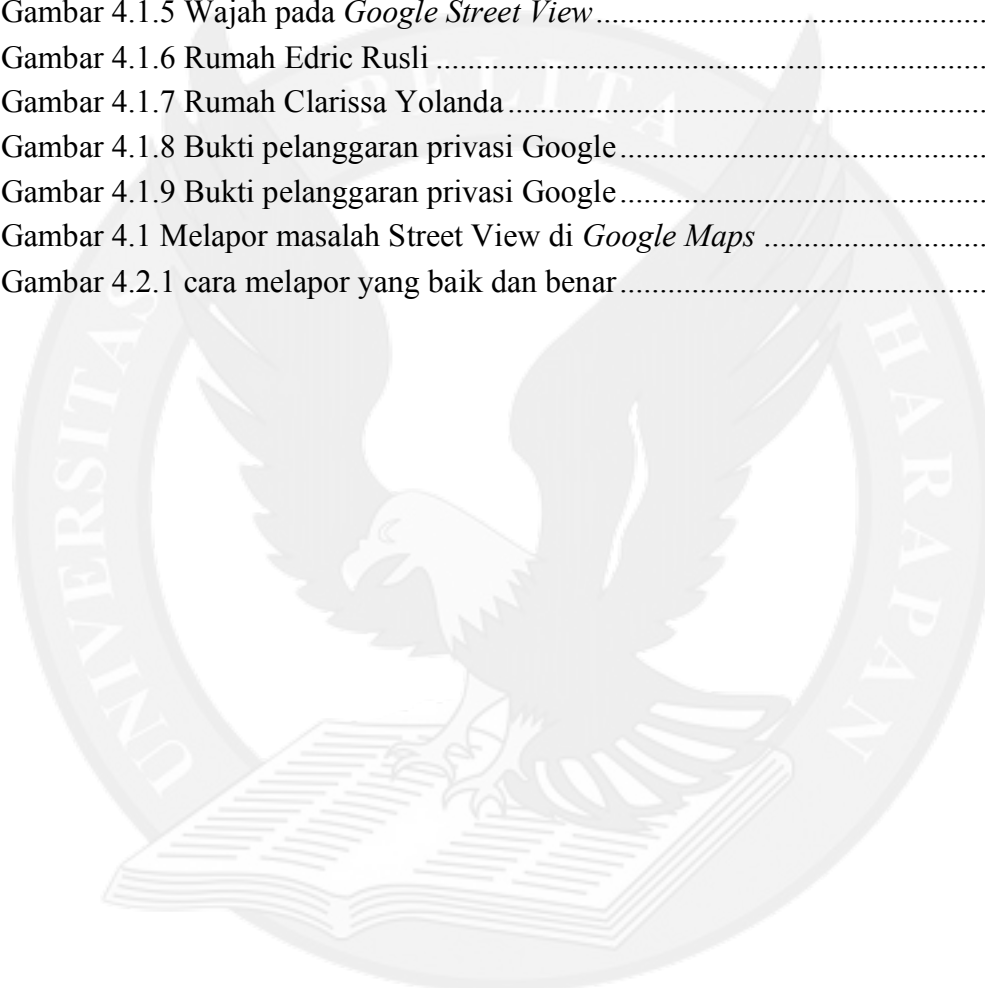 Gambar 4.1.5 Wajah pada Google Street View.......................................................
Gambar 4.1.6 Rumah Edric Rusli.........................................................................
Gambar 4.1.7 Rumah Clarissa Yolanda.................................................................
Gambar 4.1.8 Bukti pelanggaran privasi Google...................................................
Gambar 4.1.9 Bukti pelanggaran privasi Google...................................................
Gambar 4.1 Melapor masalah Street View di Google Maps ..................................
Gambar 4.2.1 cara melapor yang baik dan benar...................................................
UNIVERSITAS PELITA HARAPAN